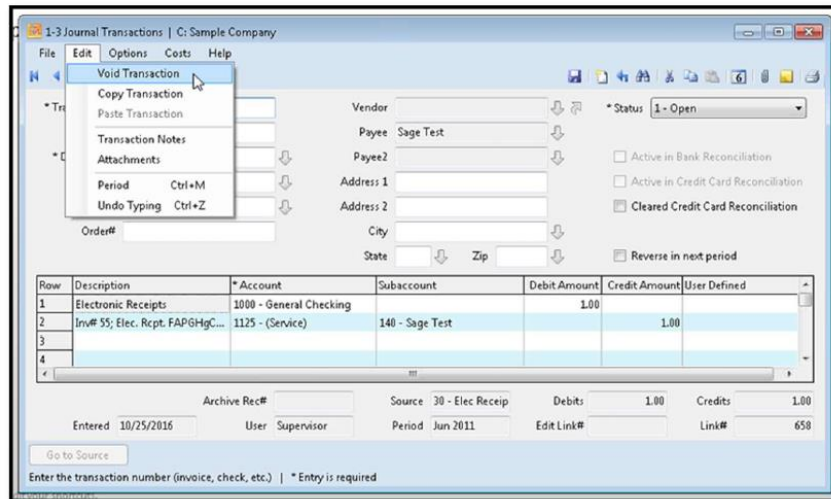 1-3 Journal Transactions | C: Sample Company
File Edit Options Costs Help
Void Transaction
Copy Transaction
Paste Transaction
Transaction Notes
Attachments
Period Ctrl+M
Undo Typing Ctrl+Z
6
Vendor
* Status 1 - Open
Payee Sage Test
Payee2
Active in Bank Reconciliation
Address 1
Active in Credit Card Reconciliation
Address 2
Cleared Credit Card Reconciliation
Order#
City
State Zip
Reverse in next period
Row Description * Account Subaccount Debit Amount Credit Amount User Defined
1 Electronic Receipts 1000 - General Checking 1.00
2 Inv# 55; Elec. Rcpt. FAPGHgC... 1125 - (Service) 140 - Sage Test 1.00
3
4
Archive Rec# Source 30 - Elec Receip Debits 1.00 Credits 1.00
Entered 10/25/2016 User Supervisor Period Jun 2011 Edit Link# Link# 658
Go to Source
Enter the transaction number (invoice, check, etc.) | * Entry is required